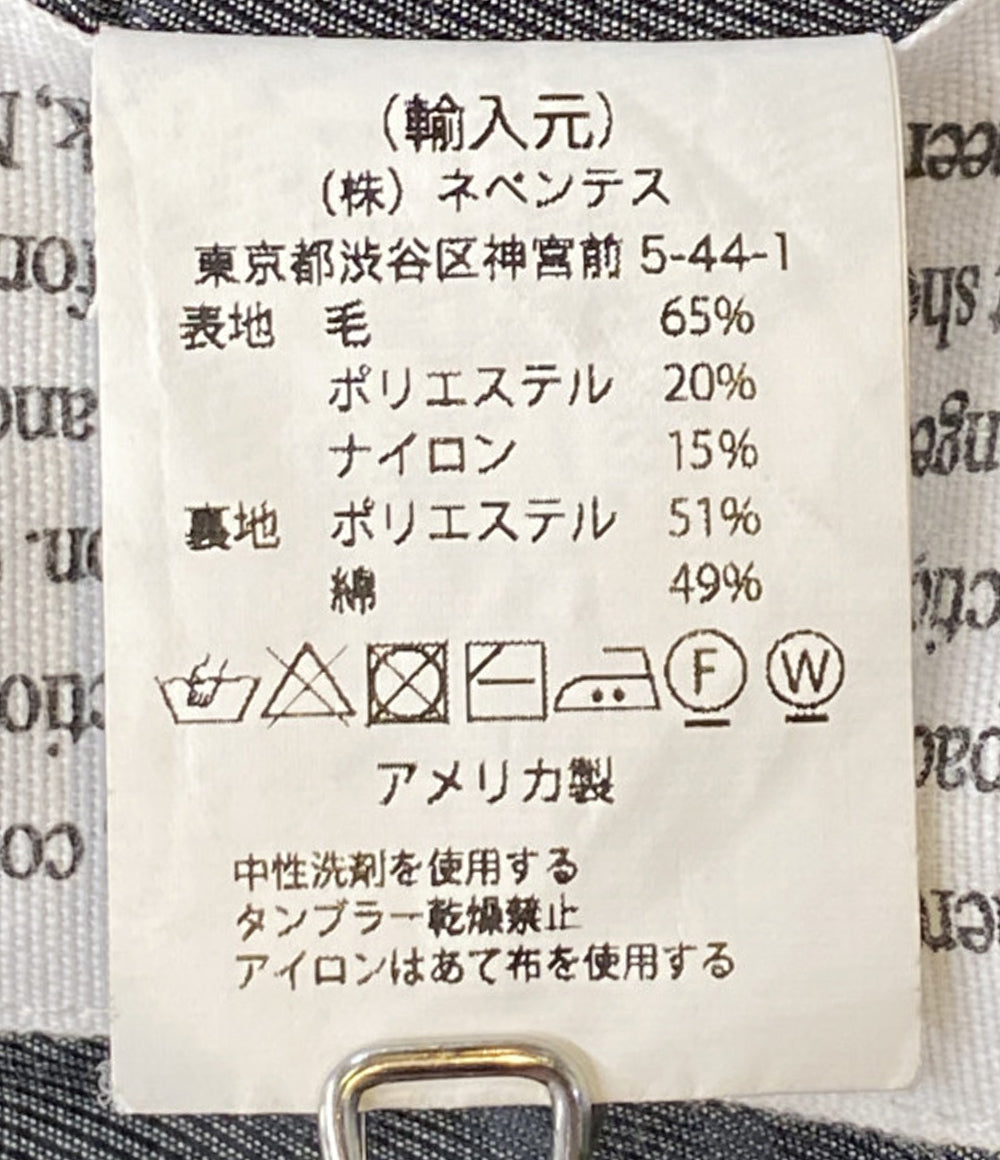 (輸入元)
(株) ネペンテス
東京都渋谷区神宮前 5-44-1
表地 毛 65%
ポリエステル 20%
ナイロン 15%
裏地 ポリエステル 51%
綿 49%
F W
アメリカ製
中性洗剤を使用する
タンブラー乾燥禁止
アイロンはあて布を使用する